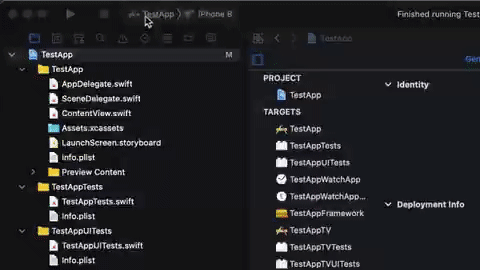 TestApp iPhone 8 Finished running Test
TestApp M
TestApp
AppDelegate.swift
SceneDelegate.swift
ContentView.swift
Assets.xcassets
LaunchScreen.storyboard
Info.plist
Preview Content
TestAppTests
TestAppTests.swift
Info.plist
TestAppUITests
TestAppUITests.swift
Info.plist
TestApp
Gen
PROJECT
TestApp
TARGETS
TestApp
TestAppTests
TestAppUITests
TestAppWatchApp
TestAppWatchApp...
TestAppFramework
TestAppTV
TestAppTVTests
TestAppTVUITests
Identity
Deployment Info